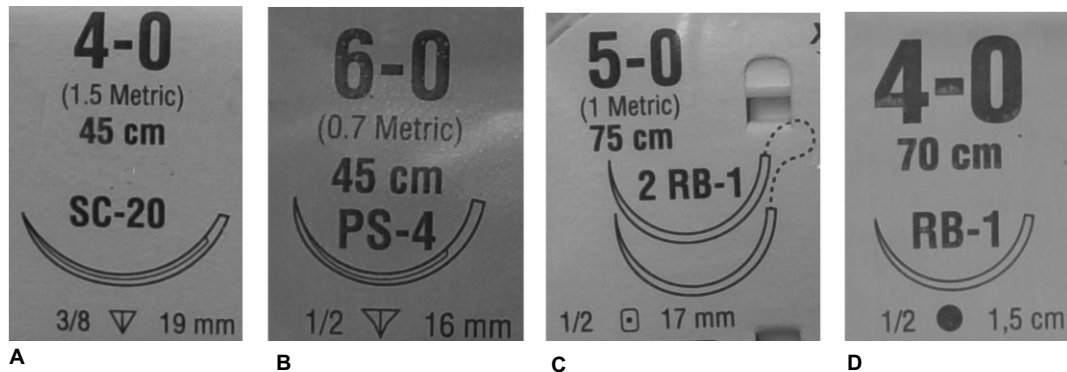 4-0
(1.5 Metric)
45 cm
SC-20
3/8 19 mm
A
6-0
(0.7 Metric)
45 cm
PS-4
1/2 16 mm
B
5-0
(1 Metric)
75 cm
2 RB-1
1/2 17 mm
C
4-0
70 cm
RB-1
1/2 1,5 cm
D